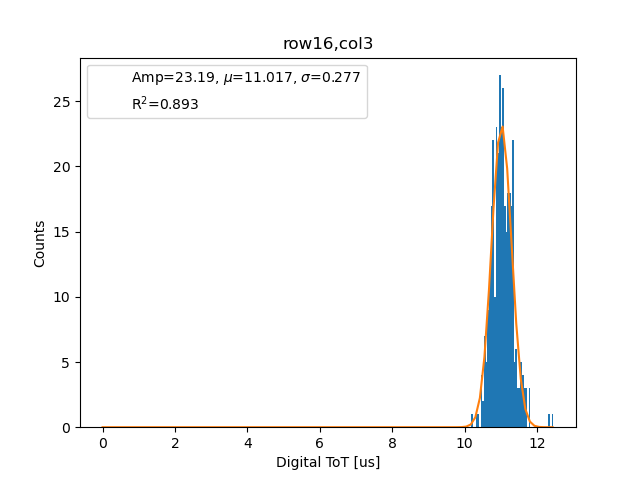 row16,col3
Amp=23.19, μ=11.017, σ=0.277
R²=0.893
Counts
25
20
15
10
5
0
0 2 4 6 8 10 12
Digital ToT [us]